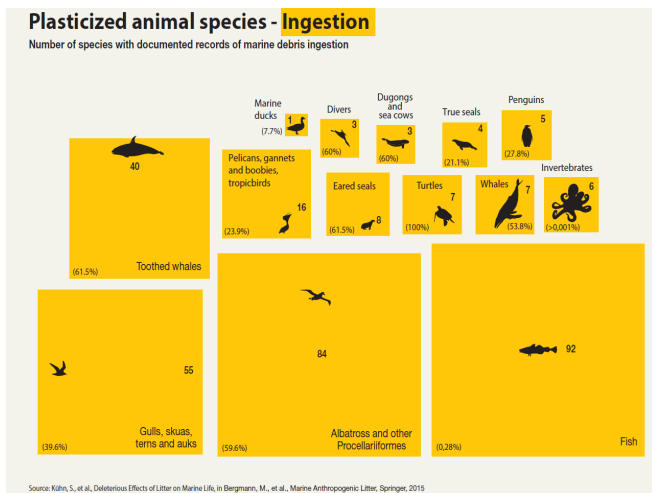 Plasticized animal species - Ingestion
Number of species with documented records of marine debris ingestion
Marine
ducks
(7.7%)
1
Divers
3
(60%)
Dugongs
and
sea cows
3
(60%)
True seals
4
(21.1%)
Penguins
5
(27.8%)
40
(61.5%)
Toothed whales
Pelicans, gannets
and boobies,
tropicbirds
16
(23.9%)
Eared seals
8
(61.5%)
Turtles
7
(100%)
Whales
7
(53.8%)
Invertebrates
6
(>0,001%)
55
Gulls, skuas,
terns and auks
(39.6%)
84
Albatross and other
Procellariiformes
(59.6%)
92
(0,28%)
Fish
Source: Kühn, S., et al., Deleterious Effects of Litter on Marine Life, in Bergmann, M., et al., Marine Anthropogenic Litter, Springer, 2015